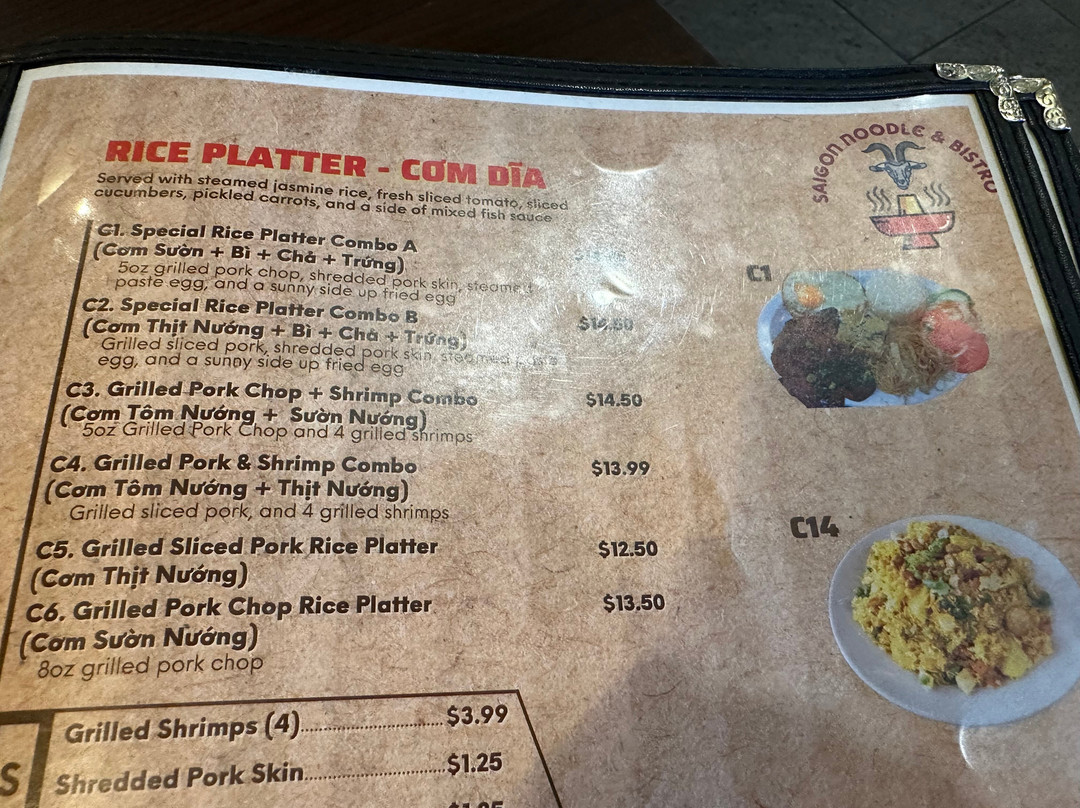 SAIGON NOODLE & BISTRO
RICE PLATTER - CƠM DĨA
Served with steamed jasmine rice, fresh sliced tomato, sliced
cucumbers, pickled carrots, and a side of mixed fish sauce
C1. Special Rice Platter Combo A
(Cơm Sườn + Bì + Chả + Trứng)
5oz grilled pork chop, shredded pork skin, steamed
paste egg, and a sunny side up fried egg
C2. Special Rice Platter Combo B $14.50
(Cơm Thịt Nướng + Bì + Chả + Trứng)
Grilled sliced pork, shredded pork skin, steamed
egg, and a sunny side up fried egg
C3. Grilled Pork Chop + Shrimp Combo $14.50
(Cơm Tôm Nướng + Sườn Nướng)
5oz Grilled Pork Chop and 4 grilled shrimps
C4. Grilled Pork & Shrimp Combo $13.99
(Cơm Tôm Nướng + Thịt Nướng)
Grilled sliced pork, and 4 grilled shrimps
C5. Grilled Sliced Pork Rice Platter $12.50
(Cơm Thịt Nướng)
C6. Grilled Pork Chop Rice Platter $13.50
(Cơm Sườn Nướng)
8oz grilled pork chop
C1
C14
Grilled Shrimps (4)..............................$3.99
S
Shredded Pork Skin..............................$1.25